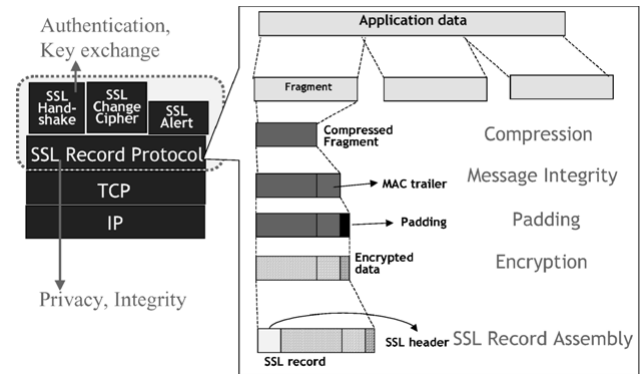 Authentication,
Key exchange
SSL
Hand-
shake
SSL
Change
Cipher
SSL
Alert
SSL Record Protocol
TCP
IP
Privacy, Integrity
Application data
Fragment
Compressed
Fragment
Compression
MAC trailer
Message Integrity
Padding
Padding
Encrypted
data
Encryption
SSL header
SSL Record Assembly
SSL record